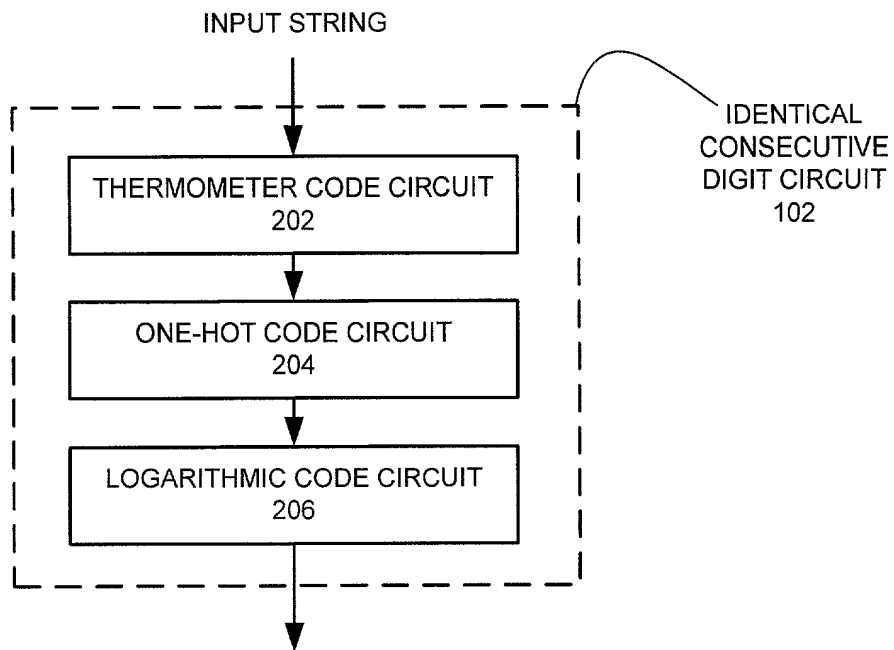 INPUT STRING
IDENTICAL
CONSECUTIVE
DIGIT CIRCUIT
102
THERMOMETER CODE CIRCUIT
202
ONE-HOT CODE CIRCUIT
204
LOGARITHMIC CODE CIRCUIT
206